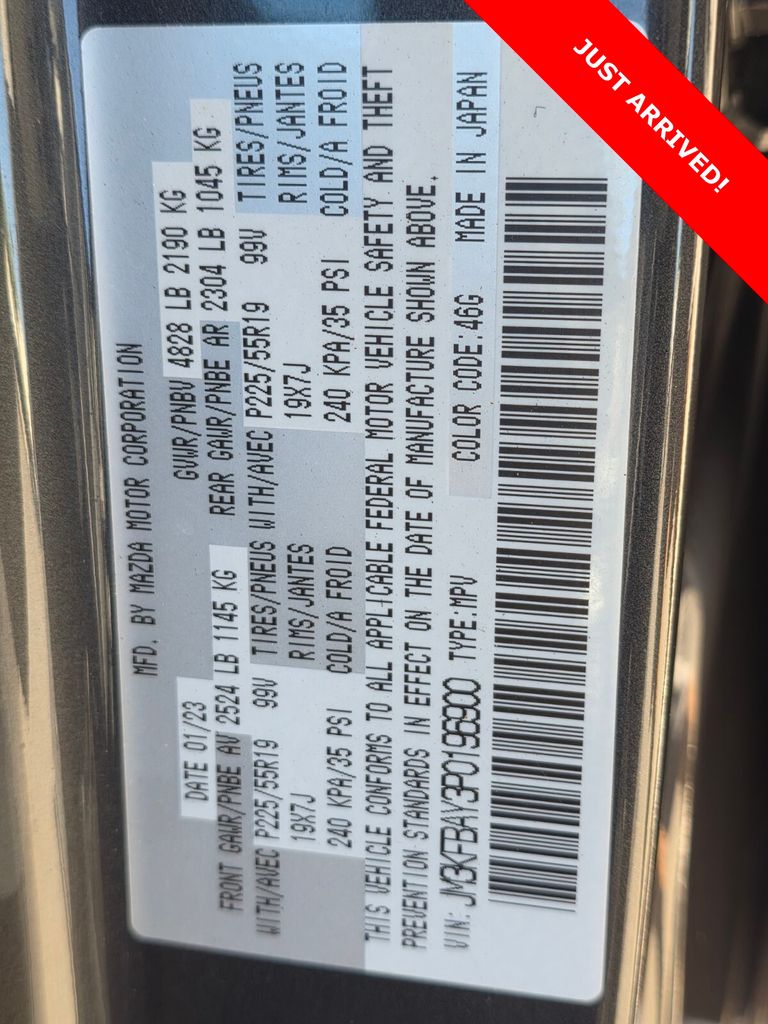 JUST ARRIVED!
MFD. BY MAZDA MOTOR CORPORATION
DATE 01/23 GVWR/PNBV 4828 LB 2190 KG
FRONT GAWR/PNBE AV 2524 LB 1145 KG REAR GAWR/PNBE AR 2304 LB 1045 KG
WITH/AVEC P225/55R19 99V TIRES/PNEUS WITH/AVEC P225/55R19 99V TIRES/PNEUS
19X7J RIMS/JANTES 19X7J RIMS/JANTES
240 KPA/35 PSI COLD/A FROID 240 KPA/35 PSI COLD/A FROID
THIS VEHICLE CONFORMS TO ALL APPLICABLE FEDERAL MOTOR VEHICLE SAFETY AND THEFT
PREVENTION STANDARDS IN EFFECT ON THE DATE OF MANUFACTURE SHOWN ABOVE.
VIN: JM3KFBAY3P0196900 TYPE:MPV COLOR CODE:46G MADE IN JAPAN